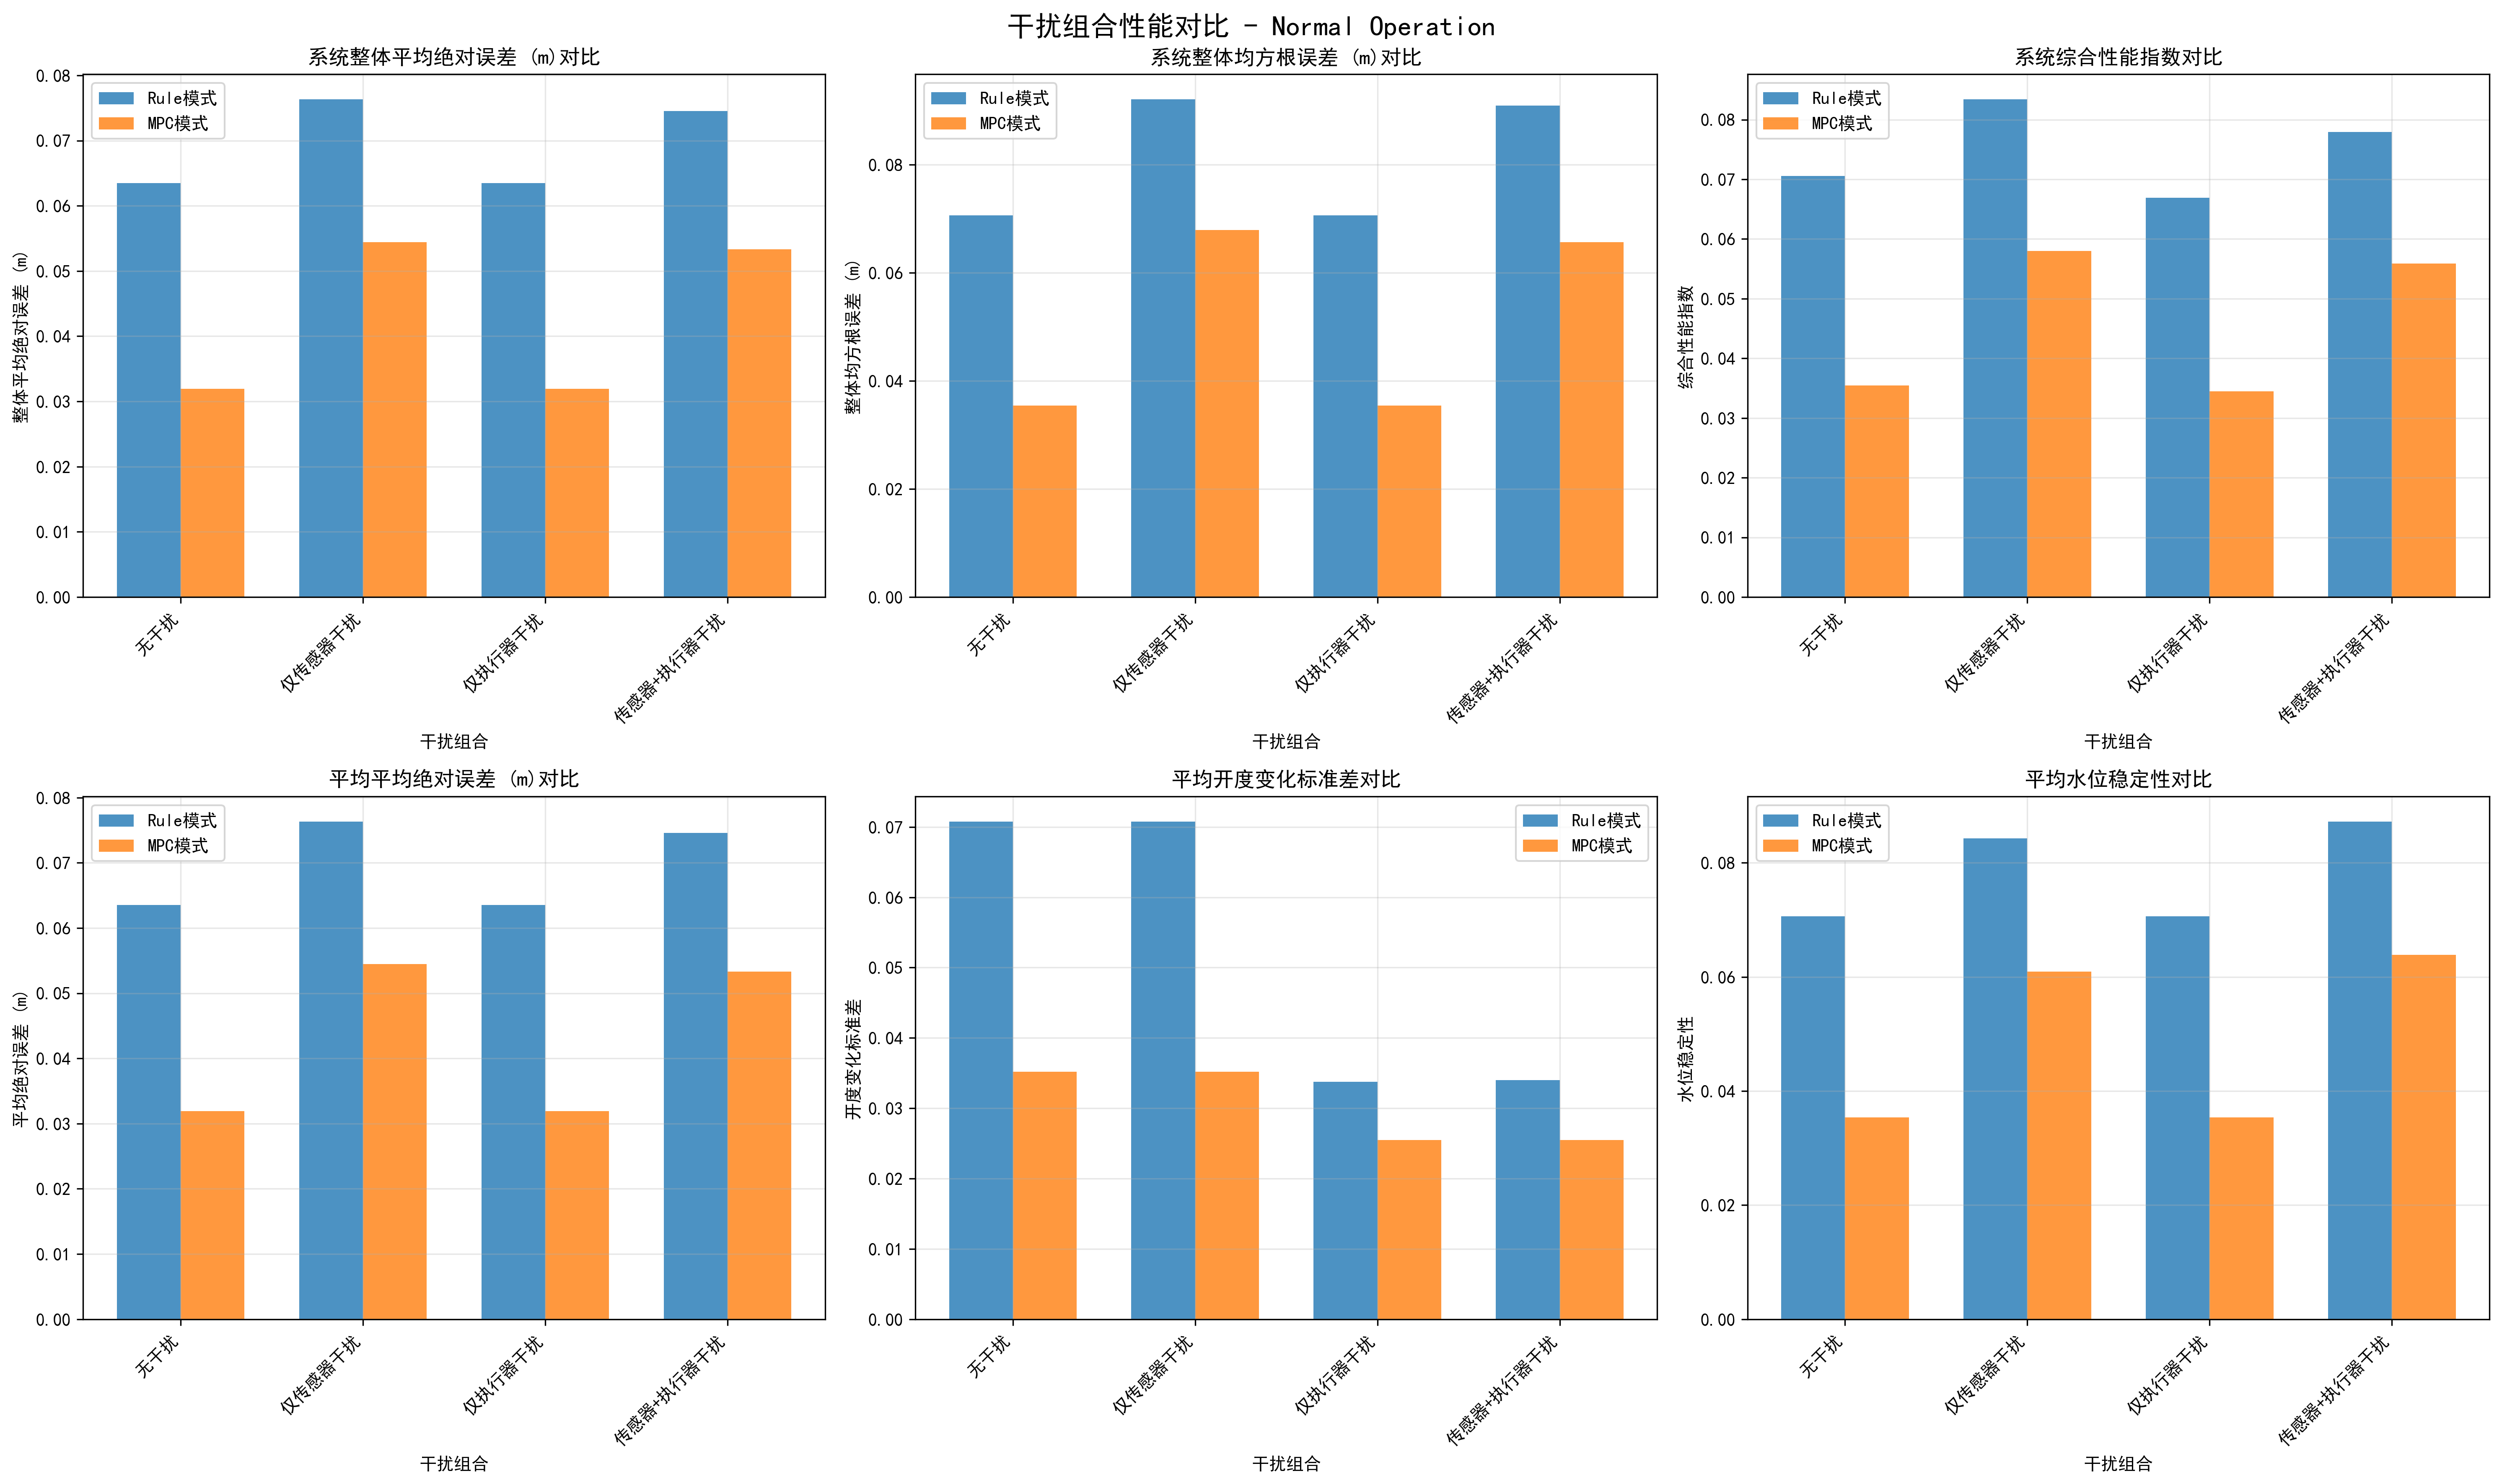 干扰组合性能对比 - Normal Operation
系统整体平均绝对误差 (m)对比
整体平均绝对误差 (m)
0.08
0.07
0.06
0.05
0.04
0.03
0.02
0.01
0.00
Rule模式
MPC模式
无干扰
仅传感器干扰
仅执行器干扰
传感器+执行器干扰
干扰组合
系统整体均方根误差 (m)对比
整体均方根误差 (m)
0.08
0.06
0.04
0.02
0.00
Rule模式
MPC模式
无干扰
仅传感器干扰
仅执行器干扰
传感器+执行器干扰
干扰组合
系统综合性能指数对比
综合性能指数
0.08
0.07
0.06
0.05
0.04
0.03
0.02
0.01
0.00
Rule模式
MPC模式
无干扰
仅传感器干扰
仅执行器干扰
传感器+执行器干扰
干扰组合
平均平均绝对误差 (m)对比
平均绝对误差 (m)
0.08
0.07
0.06
0.05
0.04
0.03
0.02
0.01
0.00
Rule模式
MPC模式
无干扰
仅传感器干扰
仅执行器干扰
传感器+执行器干扰
干扰组合
平均开度变化标准差对比
开度变化标准差
0.07
0.06
0.05
0.04
0.03
0.02
0.01
0.00
Rule模式
MPC模式
无干扰
仅传感器干扰
仅执行器干扰
传感器+执行器干扰
干扰组合
平均水位稳定性对比
水位稳定性
0.08
0.06
0.04
0.02
0.00
Rule模式
MPC模式
无干扰
仅传感器干扰
仅执行器干扰
传感器+执行器干扰
干扰组合